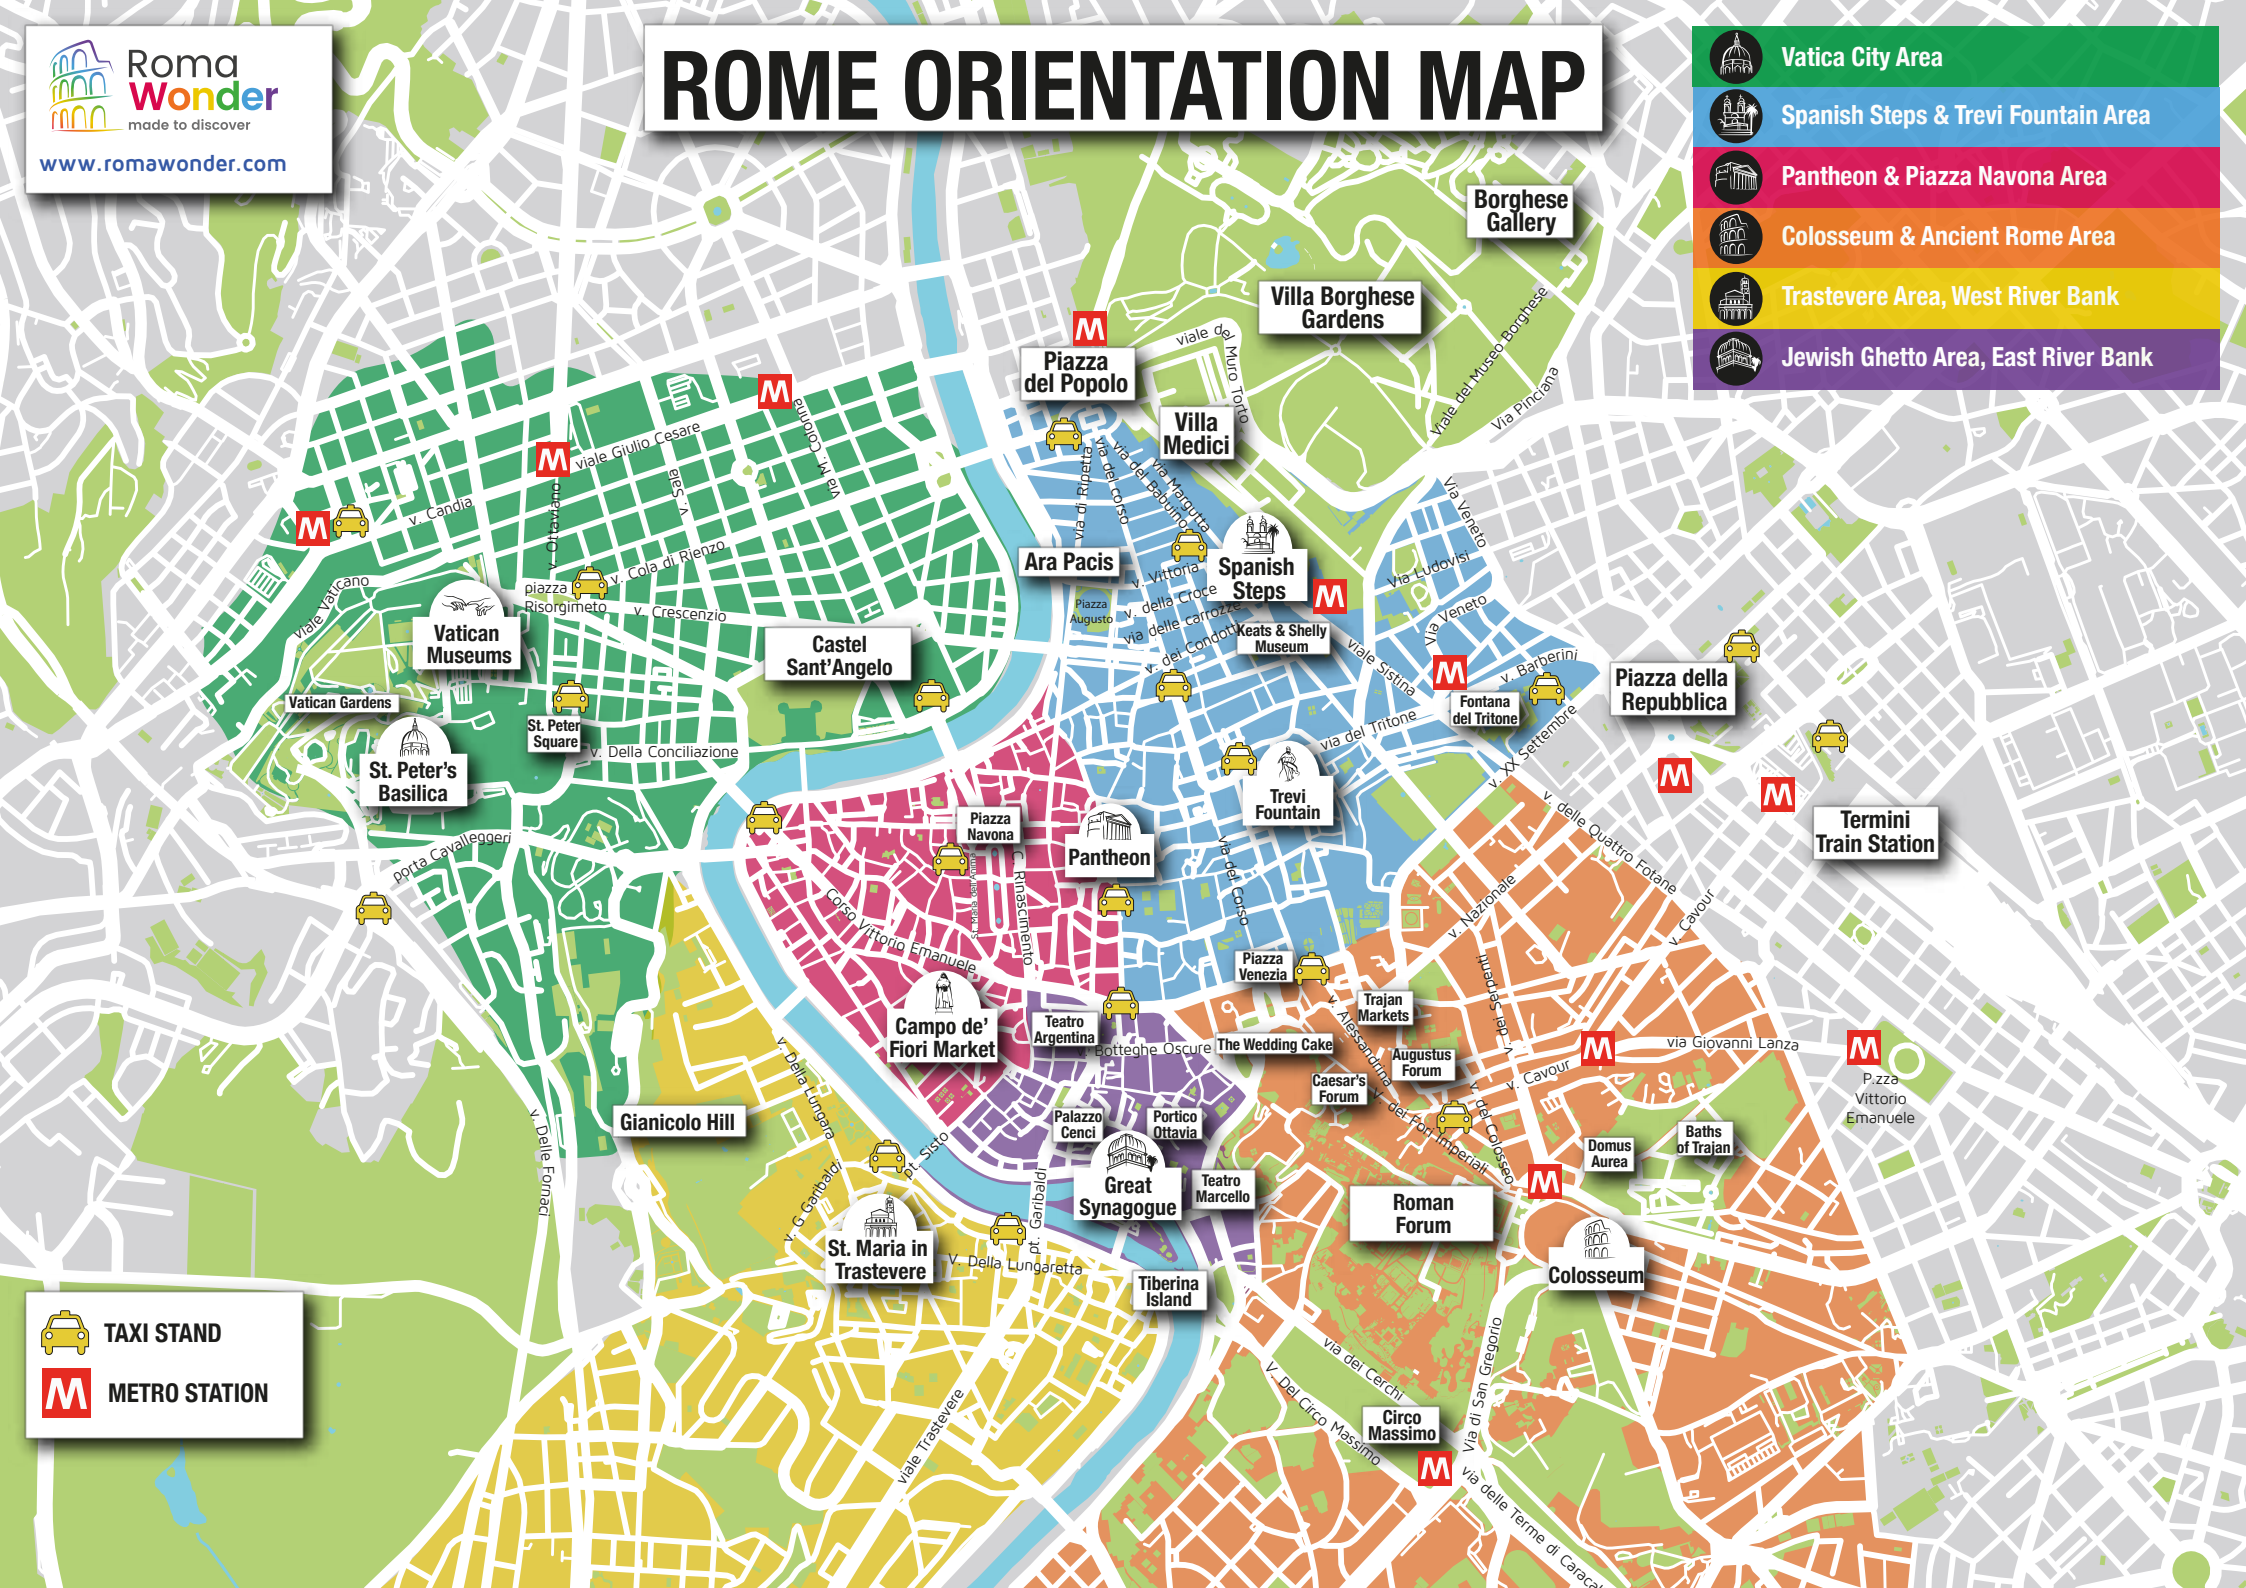 Roma
Wonder
made to discover
www.romawonder.com
ROME ORIENTATION MAP
Vatica City Area
Spanish Steps & Trevi Fountain Area
Pantheon & Piazza Navona Area
Colosseum & Ancient Rome Area
Trastevere Area, West River Bank
Jewish Ghetto Area, East River Bank
Borghese
Gallery
Villa Borghese
Gardens
M
Piazza
del Popolo
viale del Muro Torto
Viale del Museo Borghese
Via Pinciana
Villa
Medici
M
via M. Colonna
M
viale Giulio Cesare
v. Saja
v. Ottaviano
v. Candia
M
via di Ripetta
via del corso
via del Babuino
via Margutta
Via Veneto
Via Ludovisi
Via Veneto
Ara Pacis
v. Vittoria
Spanish
Steps
M
Piazza
Augusto
v. della Croce
via delle carrozze
v. dei Condotti
Keats & Shelly
Museum
viale Sistina
v. Cola di Rienzo
piazza
Risorgimeto
v. Crescenzio
viale Vaticano
Vatican
Museums
Castel
Sant'Angelo
Vatican Gardens
St. Peter
Square
v. Della Conciliazione
St. Peter's
Basilica
porta Cavalleggeri
M
v. Barberini
Fontana
del Tritone
Piazza della
Repubblica
via del Tritone
v. XX Settembre
M
M
Termini
Train Station
Trevi
Fountain
v. delle Quattro Fotane
v. Cavour
v. Nazionale
via del Corso
Piazza
Navona
Pantheon
St. Maria dell'Anima
C. Rinascimento
Corso Vittorio Emanuele
Piazza
Venezia
Trajan
Markets
v. dei Serpenti
Campo de'
Fiori Market
Teatro
Argentina
v. Botteghe Oscure
The Wedding Cake
v. Alessandrina
Augustus
Forum
Caesar's
Forum
v. dei Fori Imperiali
v. del Colosseo
v. Cavour
M
via Giovanni Lanza
M
P.zza
Vittorio
Emanuele
Domus
Aurea
Baths
of Trajan
M
Gianicolo Hill
v. Della Lungara
v. Delle Fornaci
v. G Garibaldi
pt. Sisto
pt. Garibaldi
Palazzo
Cenci
Portico
Ottavia
Great
Synagogue
Teatro
Marcello
Roman
Forum
Colosseum
St. Maria in
Trastevere
V. Della Lungaretta
Tiberina
Island
viale Trastevere
via dei Cerchi
V. Del Circo Massimo
Circo
Massimo
M
Via di San Gregorio
via delle Terme di Caracal
TAXI STAND
M METRO STATION